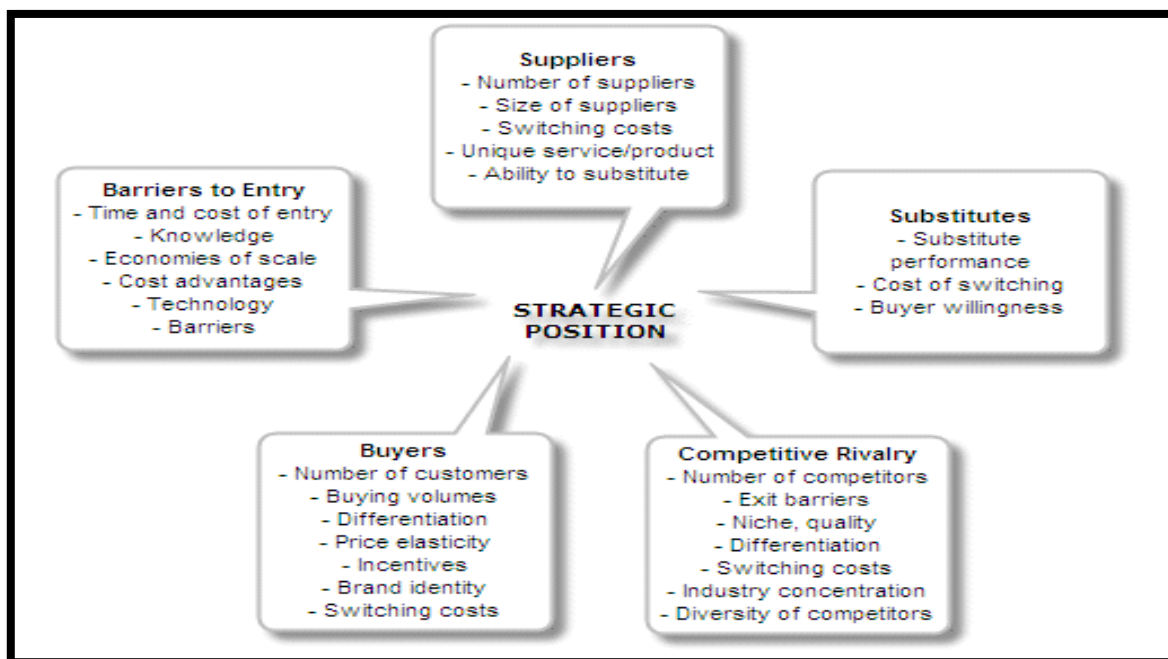 Suppliers
- Number of suppliers
- Size of suppliers
- Switching costs
- Unique service/product
- Ability to substitute
Barriers to Entry
- Time and cost of entry
- Knowledge
- Economies of scale
- Cost advantages
- Technology
- Barriers
Substitutes
- Substitute
performance
- Cost of switching
- Buyer willingness
STRATEGIC
POSITION
Buyers
- Number of customers
- Buying volumes
- Differentiation
- Price elasticity
- Incentives
- Brand identity
- Switching costs
Competitive Rivalry
- Number of competitors
- Exit barriers
- Niche, quality
- Differentiation
- Switching costs
- Industry concentration
- Diversity of competitors